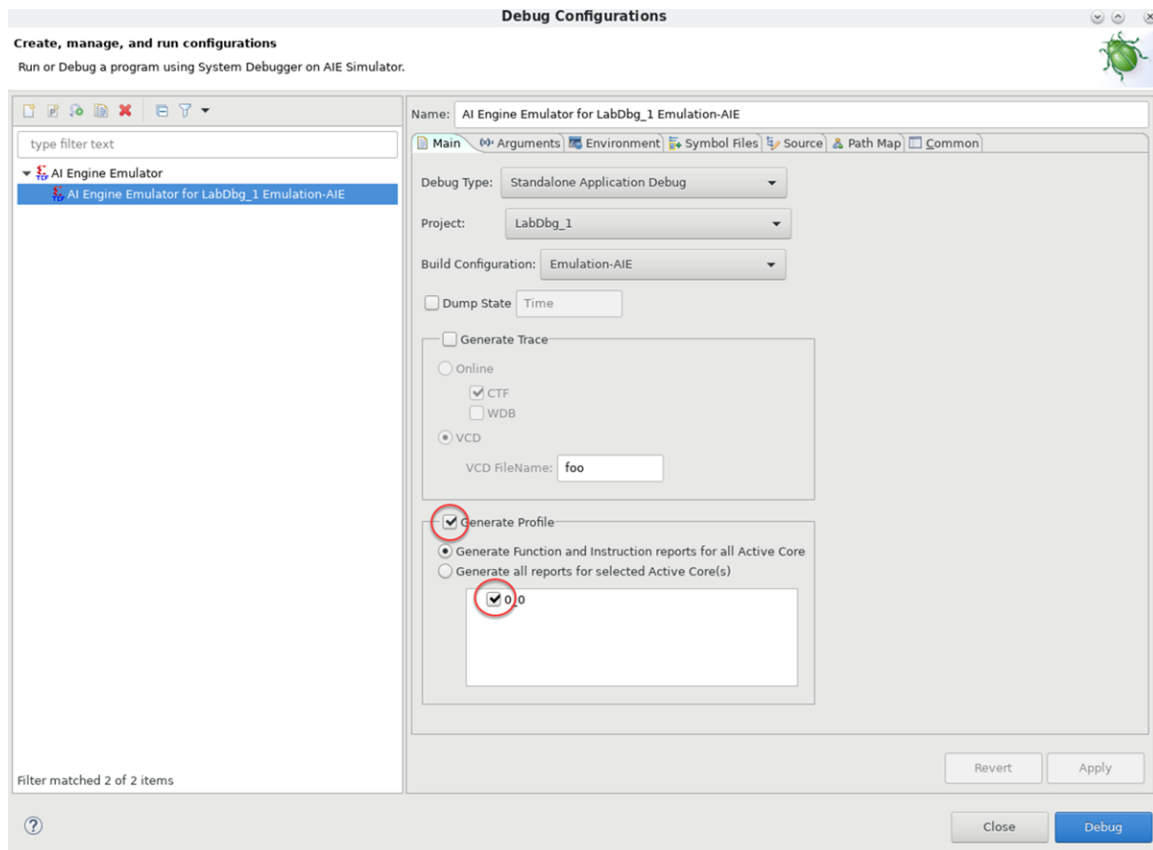 Debug Configurations
Create, manage, and run configurations
Run or Debug a program using System Debugger on AIE Simulator.
type filter text
AI Engine Emulator
AI Engine Emulator for LabDbg_1 Emulation-AIE
Filter matched 2 of 2 items
Name: AI Engine Emulator for LabDbg_1 Emulation-AIE
Main Arguments Environment Symbol Files Source Path Map Common
Debug Type: Standalone Application Debug
Project: LabDbg_1
Build Configuration: Emulation-AIE
Dump State Time
Generate Trace
Online
CTF
WDB
VCD
VCD FileName: foo
Generate Profile
Generate Function and Instruction reports for all Active Core
Generate all reports for selected Active Core(s)
0_0
Revert Apply
Close Debug